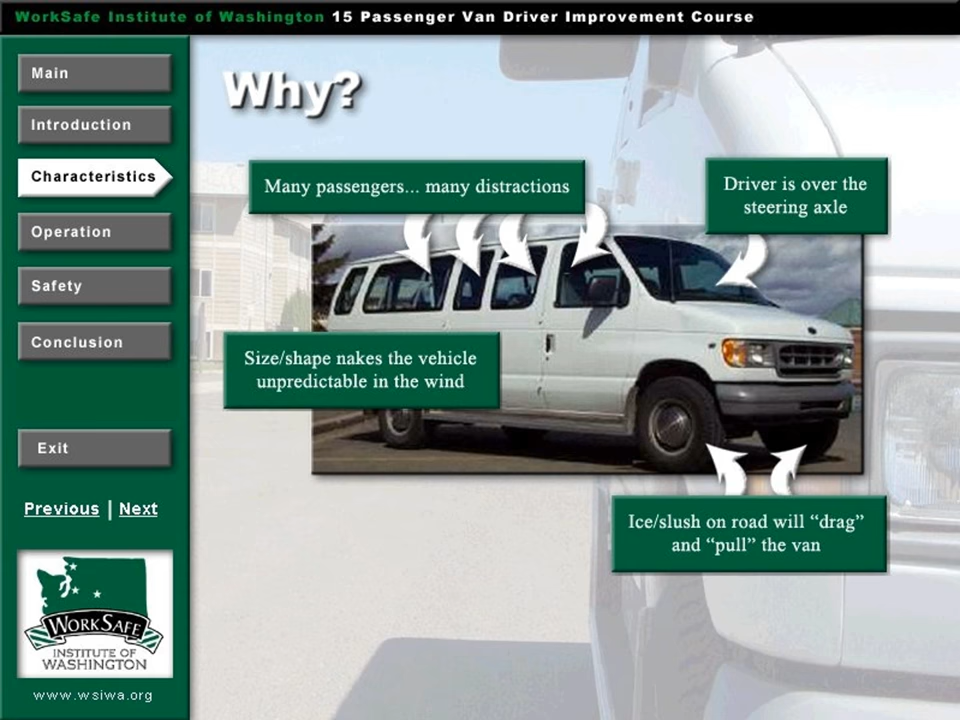 WorkSafe Institute of Washington 15 Passenger Van Driver Improvement Course
Main
Introduction
Characteristics
Operation
Safety
Conclusion
Exit
Previous | Next
WORKSAFE
INSTITUTE OF
WASHINGTON
www.wsiwa.org
Why?
Many passengers... many distractions
Driver is over the
steering axle
Size/shape nakes the vehicle
unpredictable in the wind
Ice/slush on road will “drag”
and “pull” the van